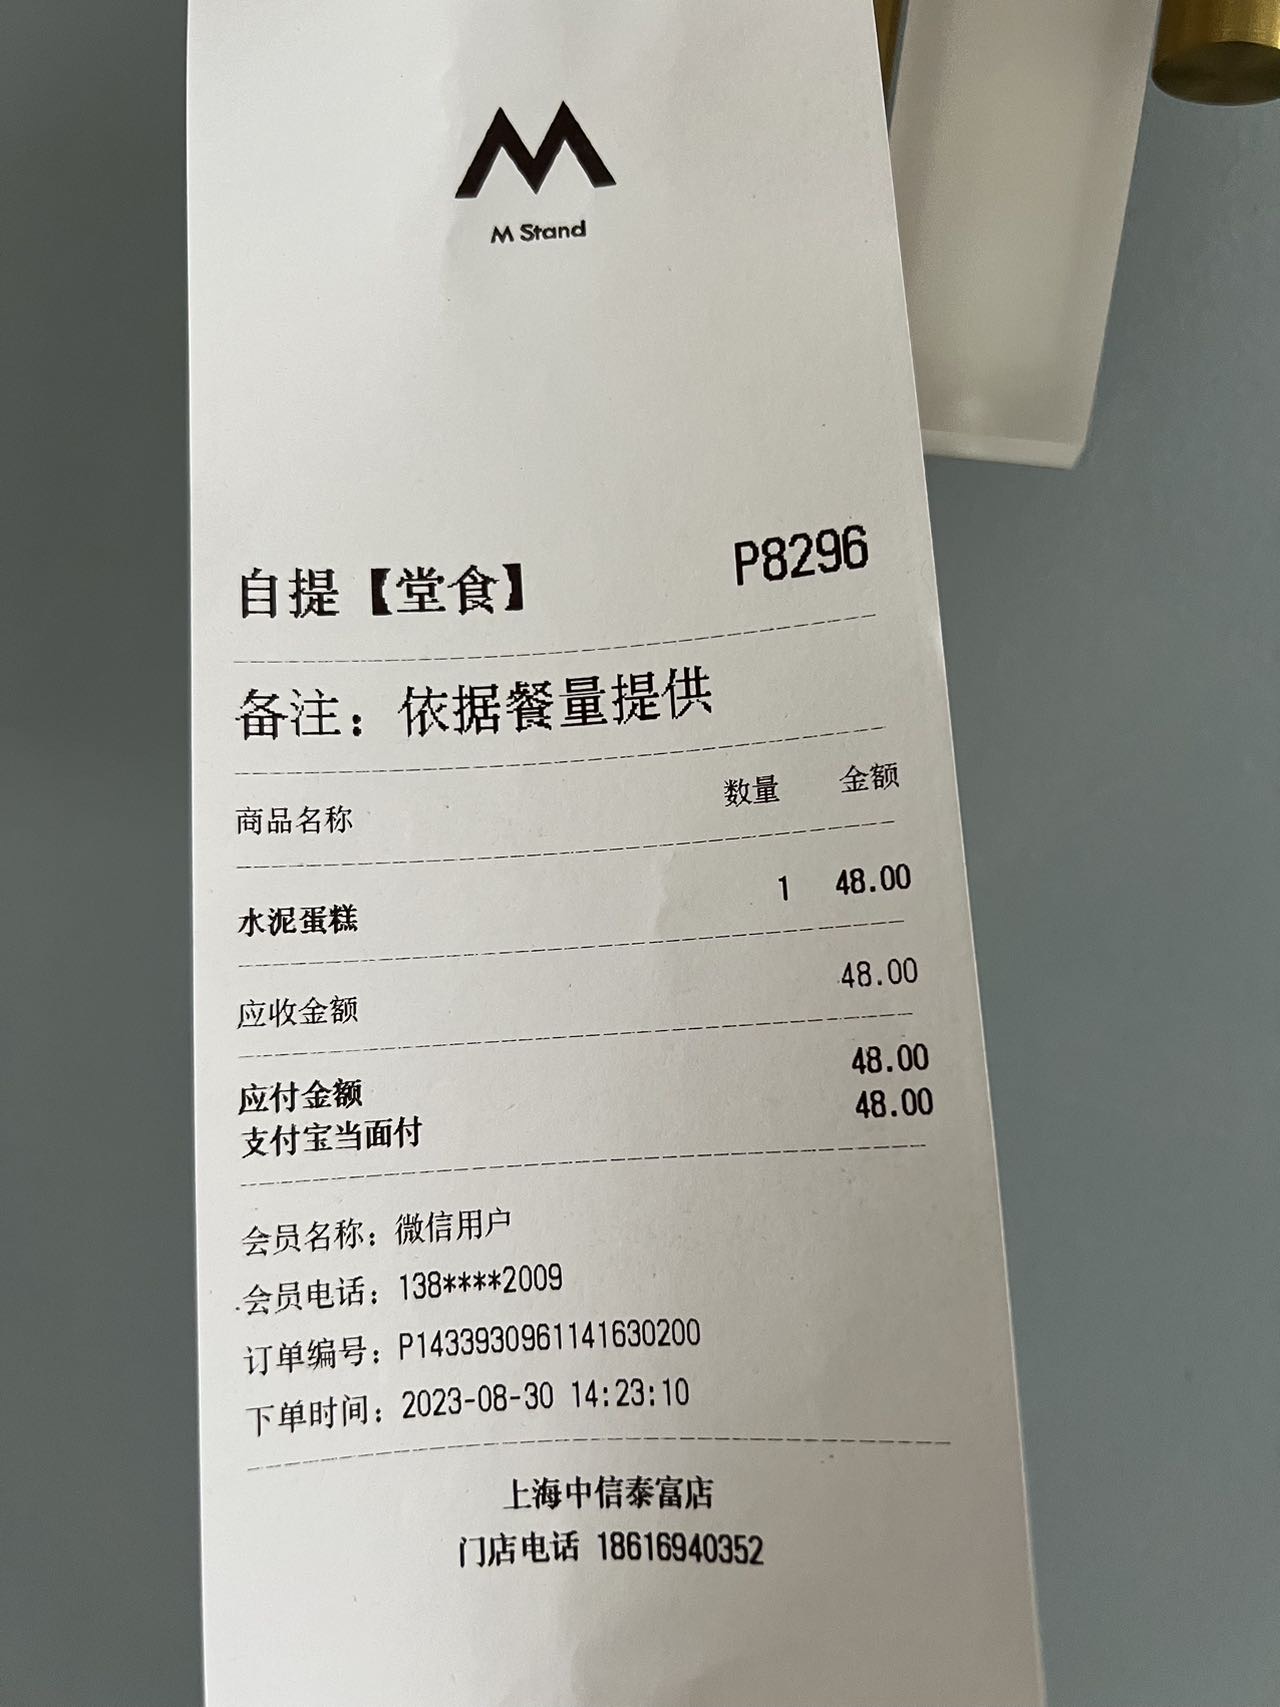 M Stand
自提【堂食】 P8296
备注：依据餐量提供
商品名称 数量 金额
水泥蛋糕 1 48.00
应收金额 48.00
应付金额 48.00
支付宝当面付 48.00
会员名称：微信用户
会员电话：138****2009
订单编号：P1433930961141630200
下单时间：2023-08-30 14:23:10
上海中信泰富店
门店电话 18616940352